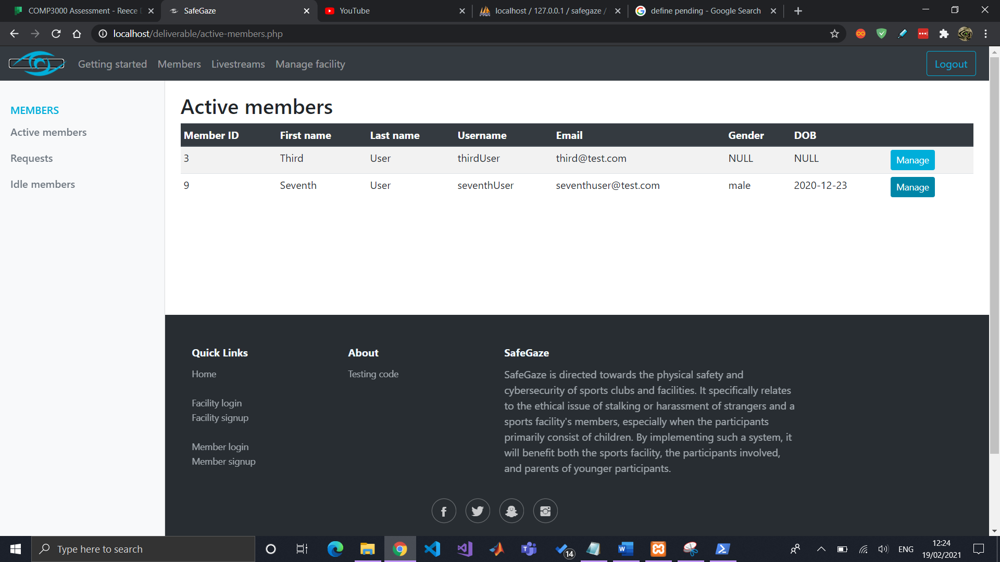 COMP3000 Assessment - Reece
SafeGaze
YouTube
localhost / 127.0.0.1 / safegaze /
define pending - Google Search
localhost/deliverable/active-members.php
Getting started
Members
Livestreams
Manage facility
Logout
MEMBERS
Active members
Requests
Idle members
Active members
Member ID First name Last name Username Email Gender DOB
3 Third User thirdUser third@test.com NULL NULL Manage
9 Seventh User seventhUser seventhuser@test.com male 2020-12-23 Manage
Quick Links
Home
Facility login
Facility signup
Member login
Member signup
About
Testing code
SafeGaze
SafeGaze is directed towards the physical safety and
cybersecurity of sports clubs and facilities. It specifically relates
to the ethical issue of stalking or harassment of strangers and a
sports facility's members, especially when the participants
primarily consist of children. By implementing such a system, it
will benefit both the sports facility, the participants involved,
and parents of younger participants.
Type here to search
14
ENG
12:24
19/02/2021